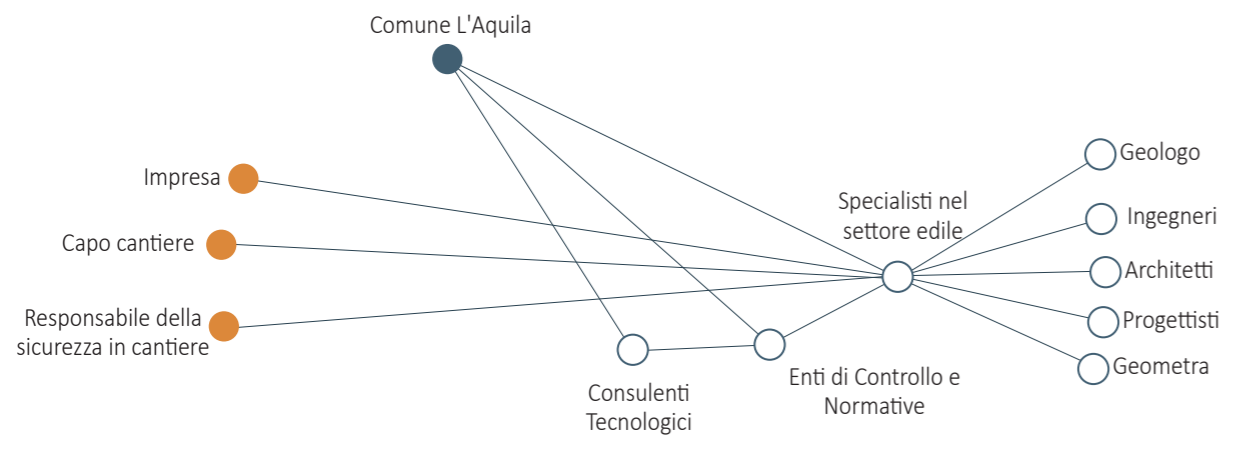 Comune L'Aquila
Impresa
Capo cantiere
Responsabile della
sicurezza in cantiere
Specialisti nel
settore edile
Geologo
Ingegneri
Architetti
Progettisti
Geometra
Consulenti
Tecnologici
Enti di Controllo e
Normative